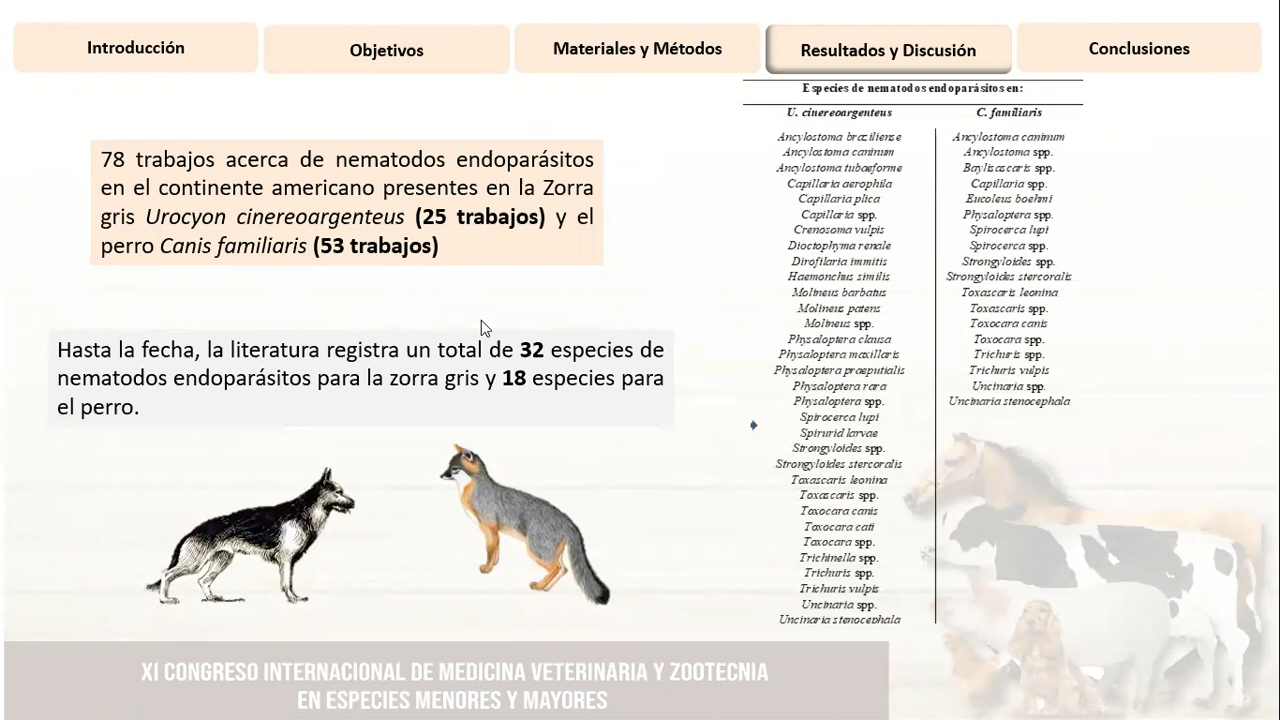 Introducción
Objetivos
Materiales y Métodos
Resultados y Discusión
Conclusiones
78 trabajos acerca de nematodos endoparásitos
en el continente americano presentes en la Zorra
gris Urocyon cinereoargenteus (25 trabajos) y el
perro Canis familiaris (53 trabajos)
Hasta la fecha, la literatura registra un total de 32 especies de
nematodos endoparásitos para la zorra gris y 18 especies para
el perro.
Especies de nematodos endoparásitos en:
U. cinereoargenteus
Ancylostoma braziliense
Ancylostoma caninum
Ancylostoma tubaeforme
Capillaria aerophila
Capillaria plica
Capillaria spp.
Crenosoma vulpis
Dioctophyma renale
Dirofilaria immitis
Haemonchus similis
Molineus barbatus
Molineus patens
Molineus spp.
Physaloptera clausa
Physaloptera maxillaris
Physaloptera praeputialis
Physaloptera rara
Physaloptera spp.
Spirocerca lupi
Spirurid larvae
Strongyloides spp.
Strongyloides stercoralis
Toxascaris leonina
Toxascaris spp.
Toxocara canis
Toxocara cati
Toxocara spp.
Trichinella spp.
Trichuris spp.
Trichuris vulpis
Uncinaria spp.
Uncinaria stenocephala
C. familiaris
Ancylostoma caninum
Ancylostoma spp.
Baylisascaris spp.
Capillaria spp.
Eucoleus boehmi
Physaloptera spp.
Spirocerca lupi
Spirocerca spp.
Strongyloides spp.
Strongyloides stercoralis
Toxascaris leonina
Toxascaris spp.
Toxocara canis
Toxocara spp.
Trichuris spp.
Trichuris vulpis
Uncinaria spp.
Uncinaria stenocephala
XI CONGRESO INTERNACIONAL DE MEDICINA VETERINARIA Y ZOOTECNIA
EN ESPECIES MENORES Y MAYORES